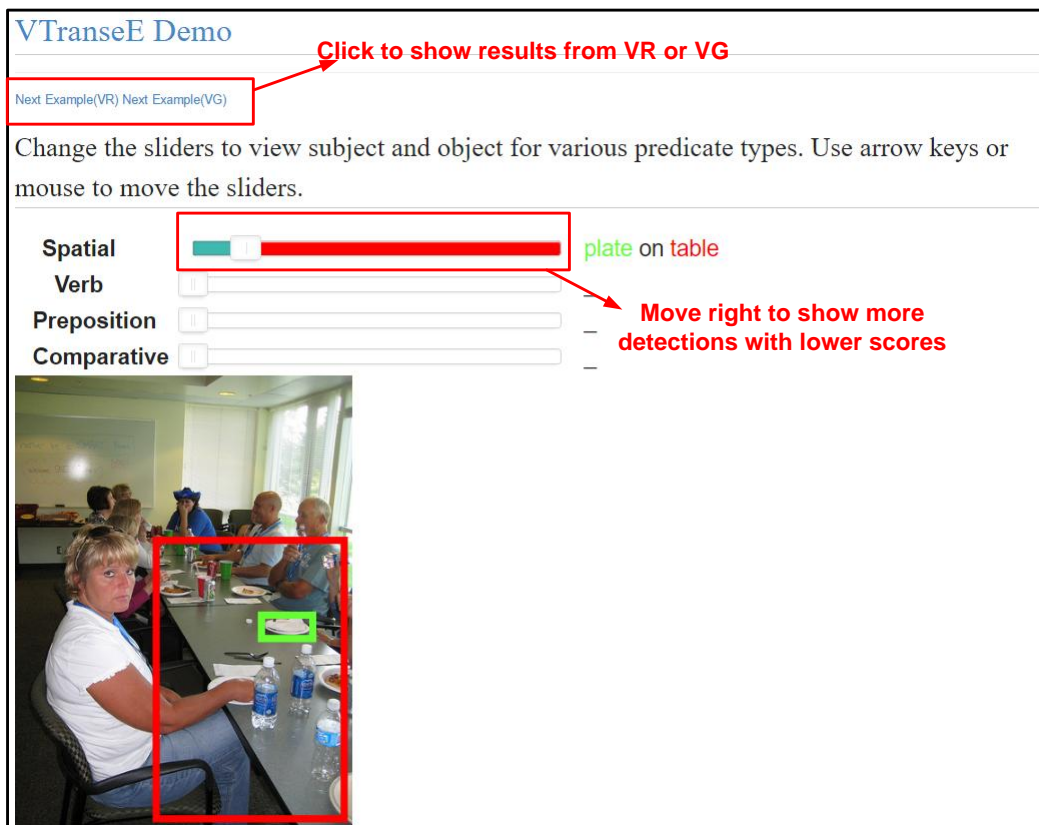 VTranseE Demo
Click to show results from VR or VG
Next Example(VR) Next Example(VG)
Change the sliders to view subject and object for various predicate types. Use arrow keys or
mouse to move the sliders.
Spatial plate on table
Verb _
Preposition _
Comparative _
Move right to show more
detections with lower scores